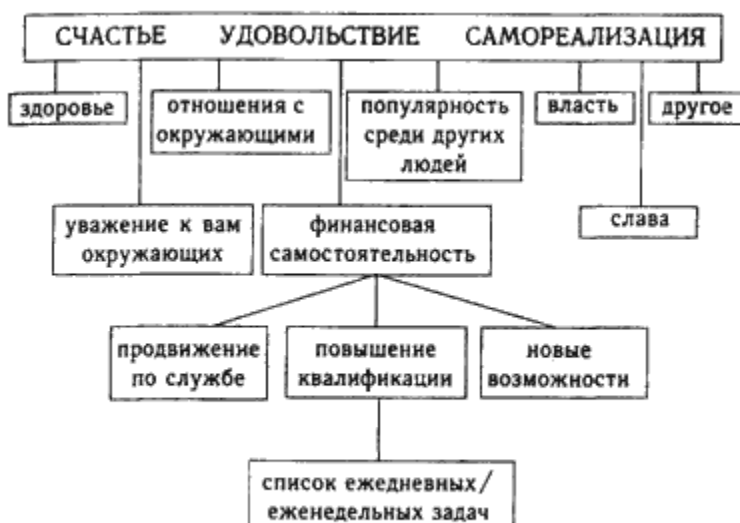 СЧАСТЬЕ УДОВОЛЬСТВИЕ САМОРЕАЛИЗАЦИЯ
здоровье
отношения с
окружающими
популярность
среди других
людей
власть
другое
уважение к вам
окружающих
финансовая
самостоятельность
слава
продвижение
по службе
повышение
квалификации
новые
возможности
список ежедневных/
еженедельных задач